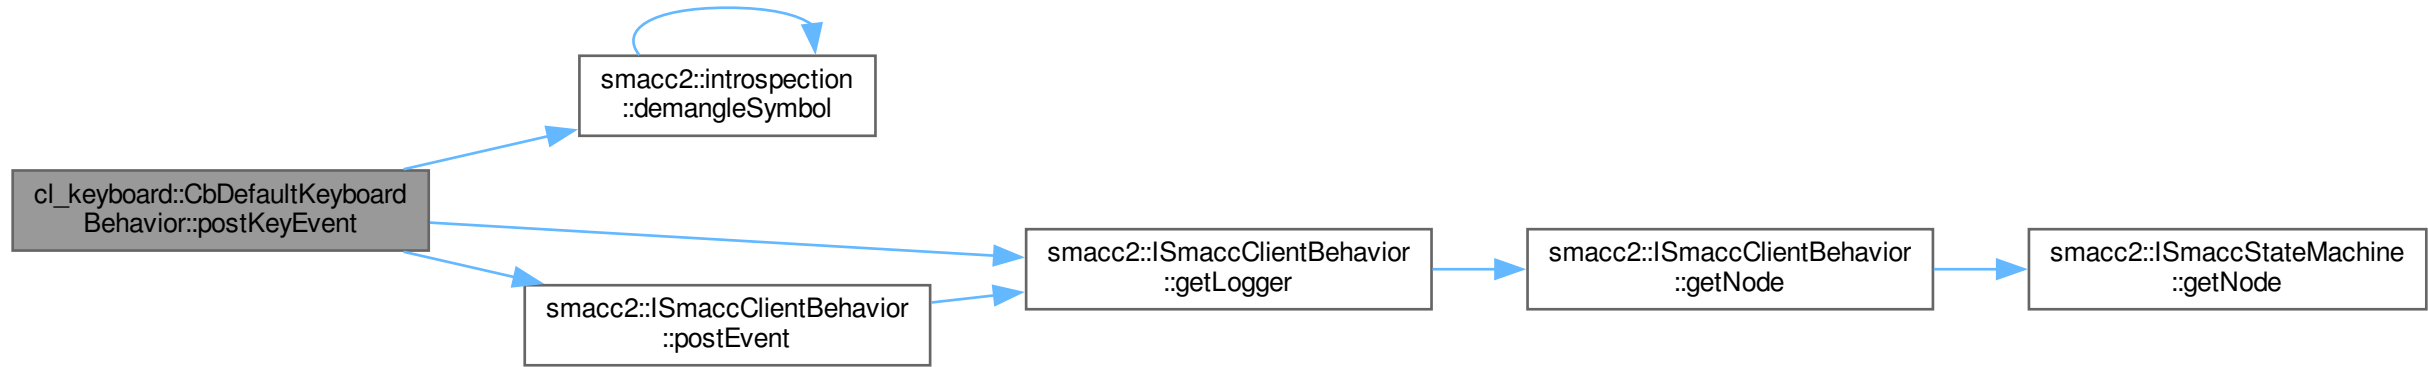 smacc2::introspection
::demangleSymbol
cl_keyboard::CbDefaultKeyboard
Behavior::postKeyEvent
smacc2::ISmaccClientBehavior
::getLogger
smacc2::ISmaccClientBehavior
::getNode
smacc2::ISmaccStateMachine
::getNode
smacc2::ISmaccClientBehavior
::postEvent